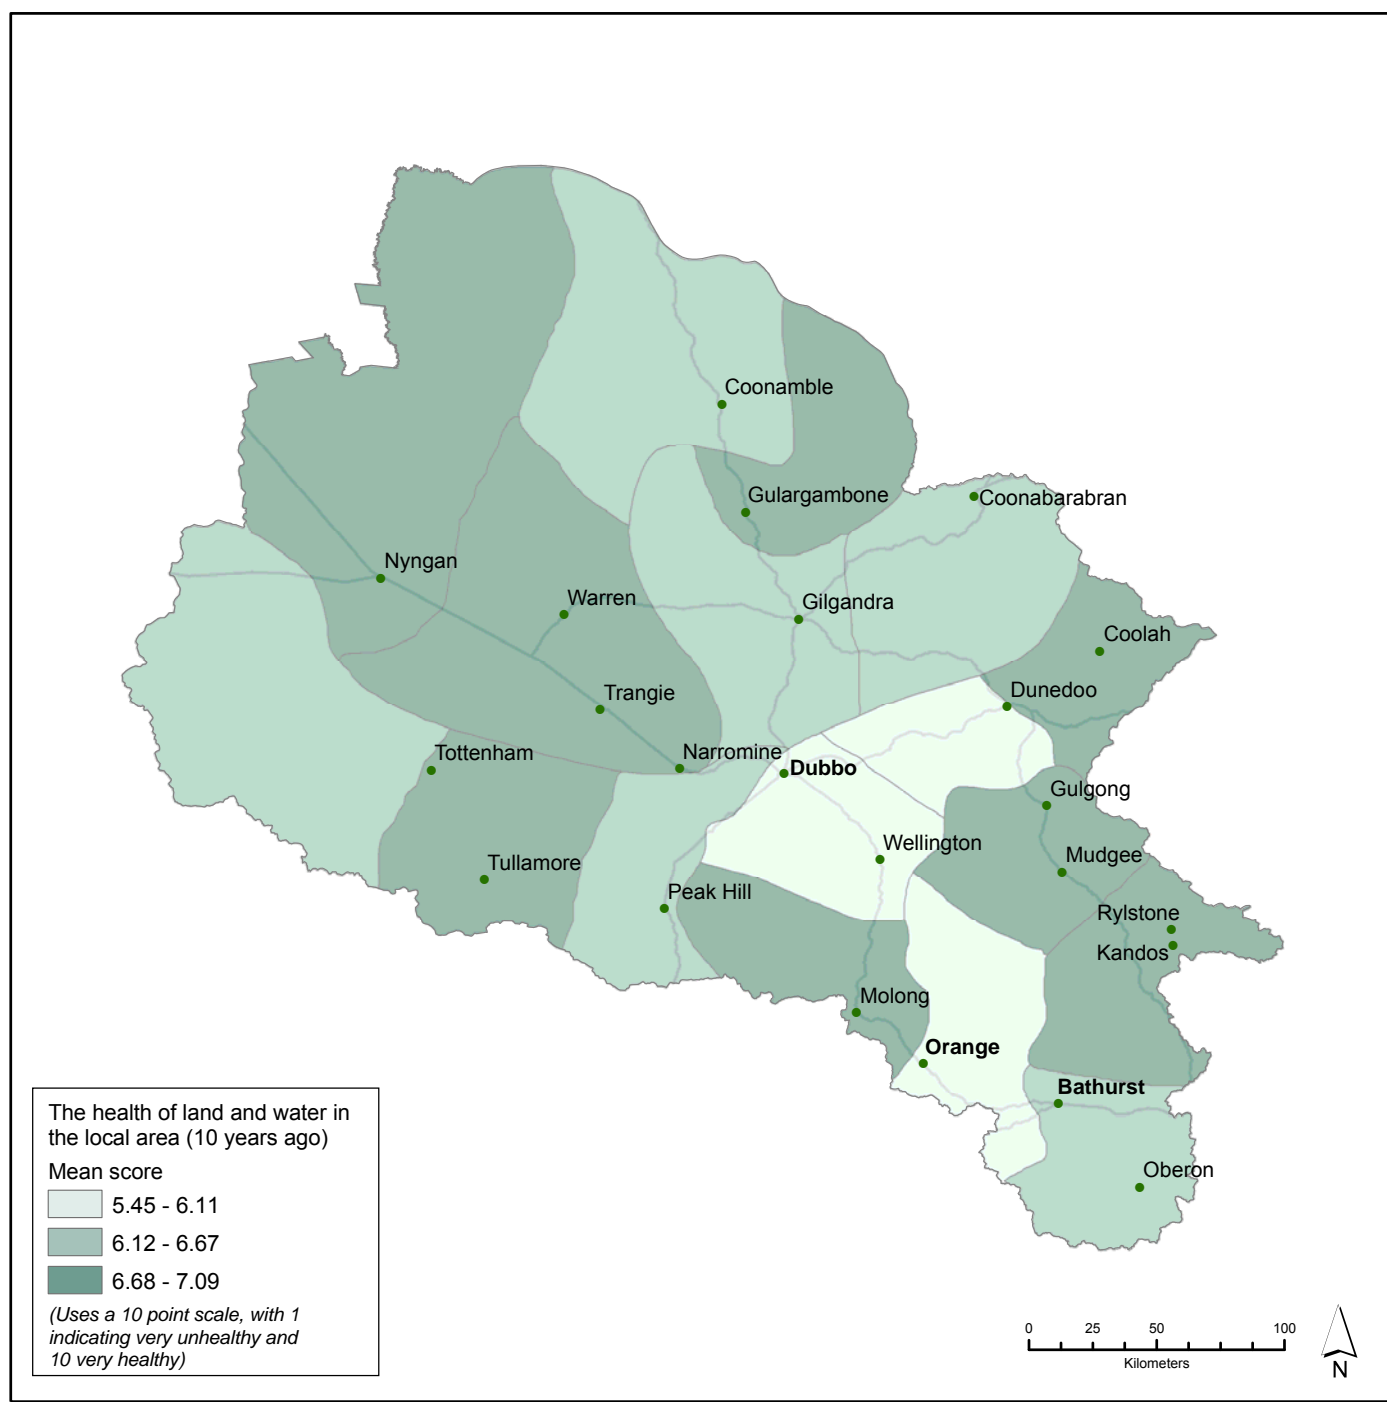 Coonamble
Gulargambone
Coonabarabran
Nyngan
Warren
Gilgandra
Coolah
Trangie
Dunedoo
Tottenham
Narromine
Dubbo
Gulgong
Wellington
Mudgee
Tullamore
Peak Hill
Rylstone
Kandos
Molong
Orange
Bathurst
Oberon
The health of land and water in
the local area (10 years ago)
Mean score
5.45 - 6.11
6.12 - 6.67
6.68 - 7.09
(Uses a 10 point scale, with 1
indicating very unhealthy and
10 very healthy)
0 25 50 100
Kilometers
N